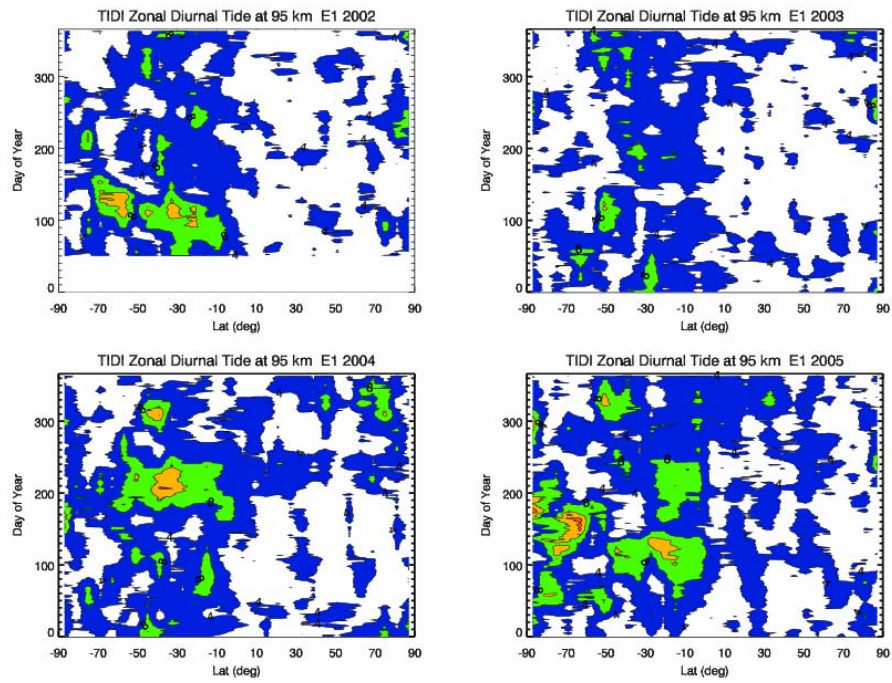 TIDI Zonal Diurnal Tide at 95 km E1 2002
300
200
100
0
Day of Year
-90 -70 -50 -30 -10 10 30 50 70 90
Lat (deg)
TIDI Zonal Diurnal Tide at 95 km E1 2003
300
200
100
0
Day of Year
-90 -70 -50 -30 -10 10 30 50 70 90
Lat (deg)
TIDI Zonal Diurnal Tide at 95 km E1 2004
300
200
100
0
Day of Year
-90 -70 -50 -30 -10 10 30 50 70 90
Lat (deg)
TIDI Zonal Diurnal Tide at 95 km E1 2005
300
200
100
0
Day of Year
-90 -70 -50 -30 -10 10 30 50 70 90
Lat (deg)